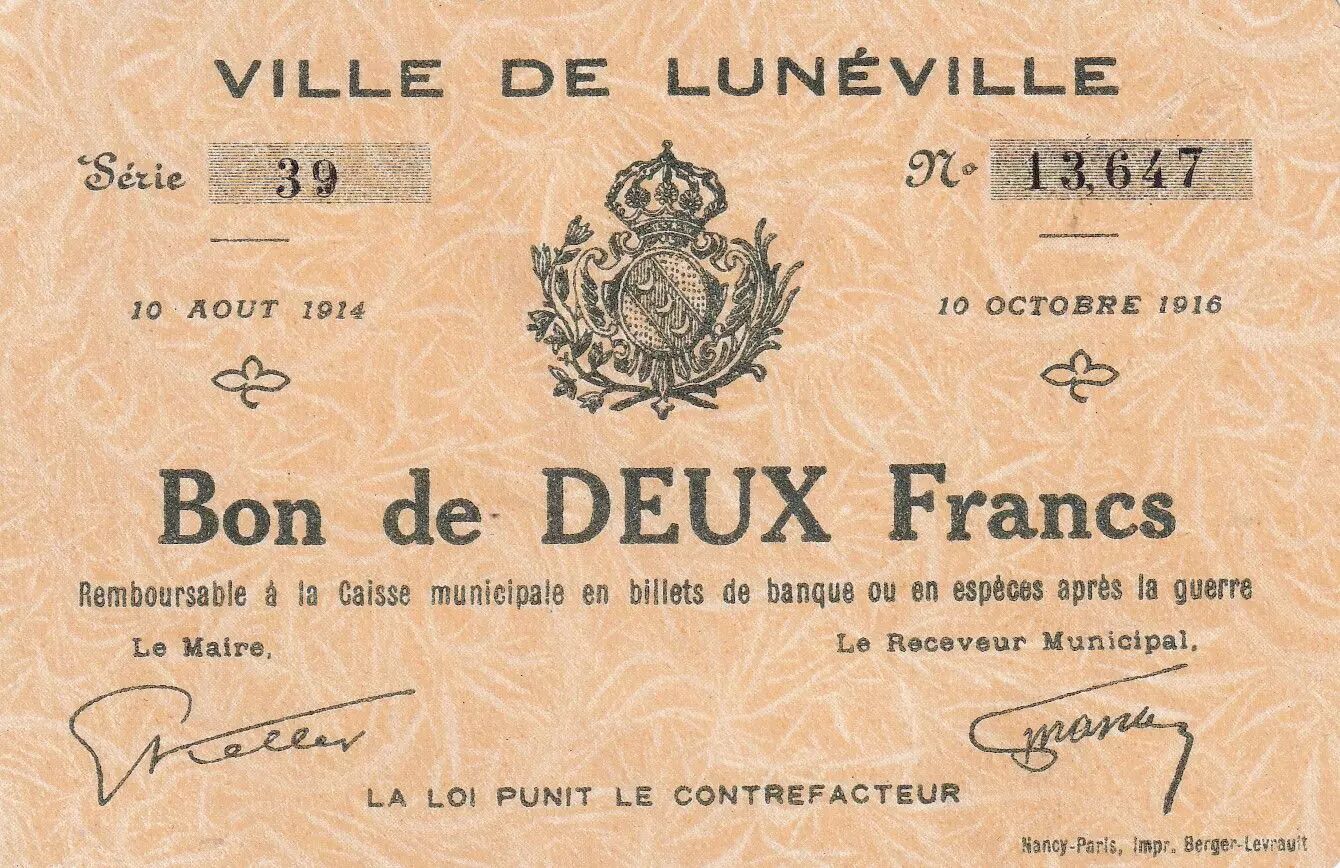 VILLE DE LUNÉVILLE
Série 39
No 13,647
10 AOUT 1914
10 OCTOBRE 1916
Bon de DEUX Francs
Remboursable à la Caisse municipale en billets de banque ou en espèces après la guerre
Le Maire,
Le Receveur Municipal,
Keller
LA LOI PUNIT LE CONTREFACTEUR
Nancy-Paris, Impr. Berger-Levrault